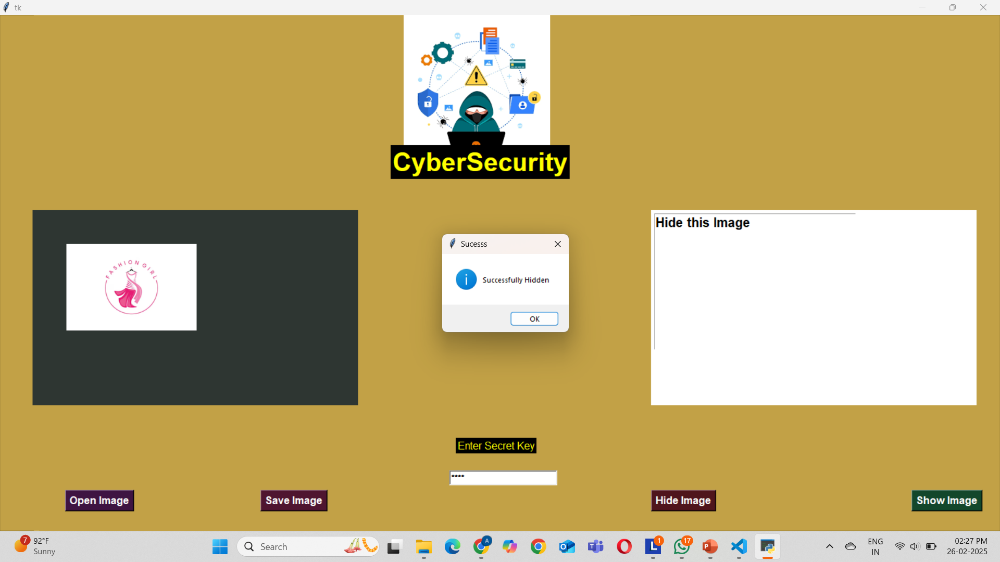 tk
CyberSecurity
FASHION GIRL
Hide this Image
Sucesss
Successfully Hidden
OK
Enter Secret Key
****
Open Image
Save Image
Hide Image
Show Image
7
92°F
Sunny
Search
A
1
17
ENG
IN
02:27 PM
26-02-2025